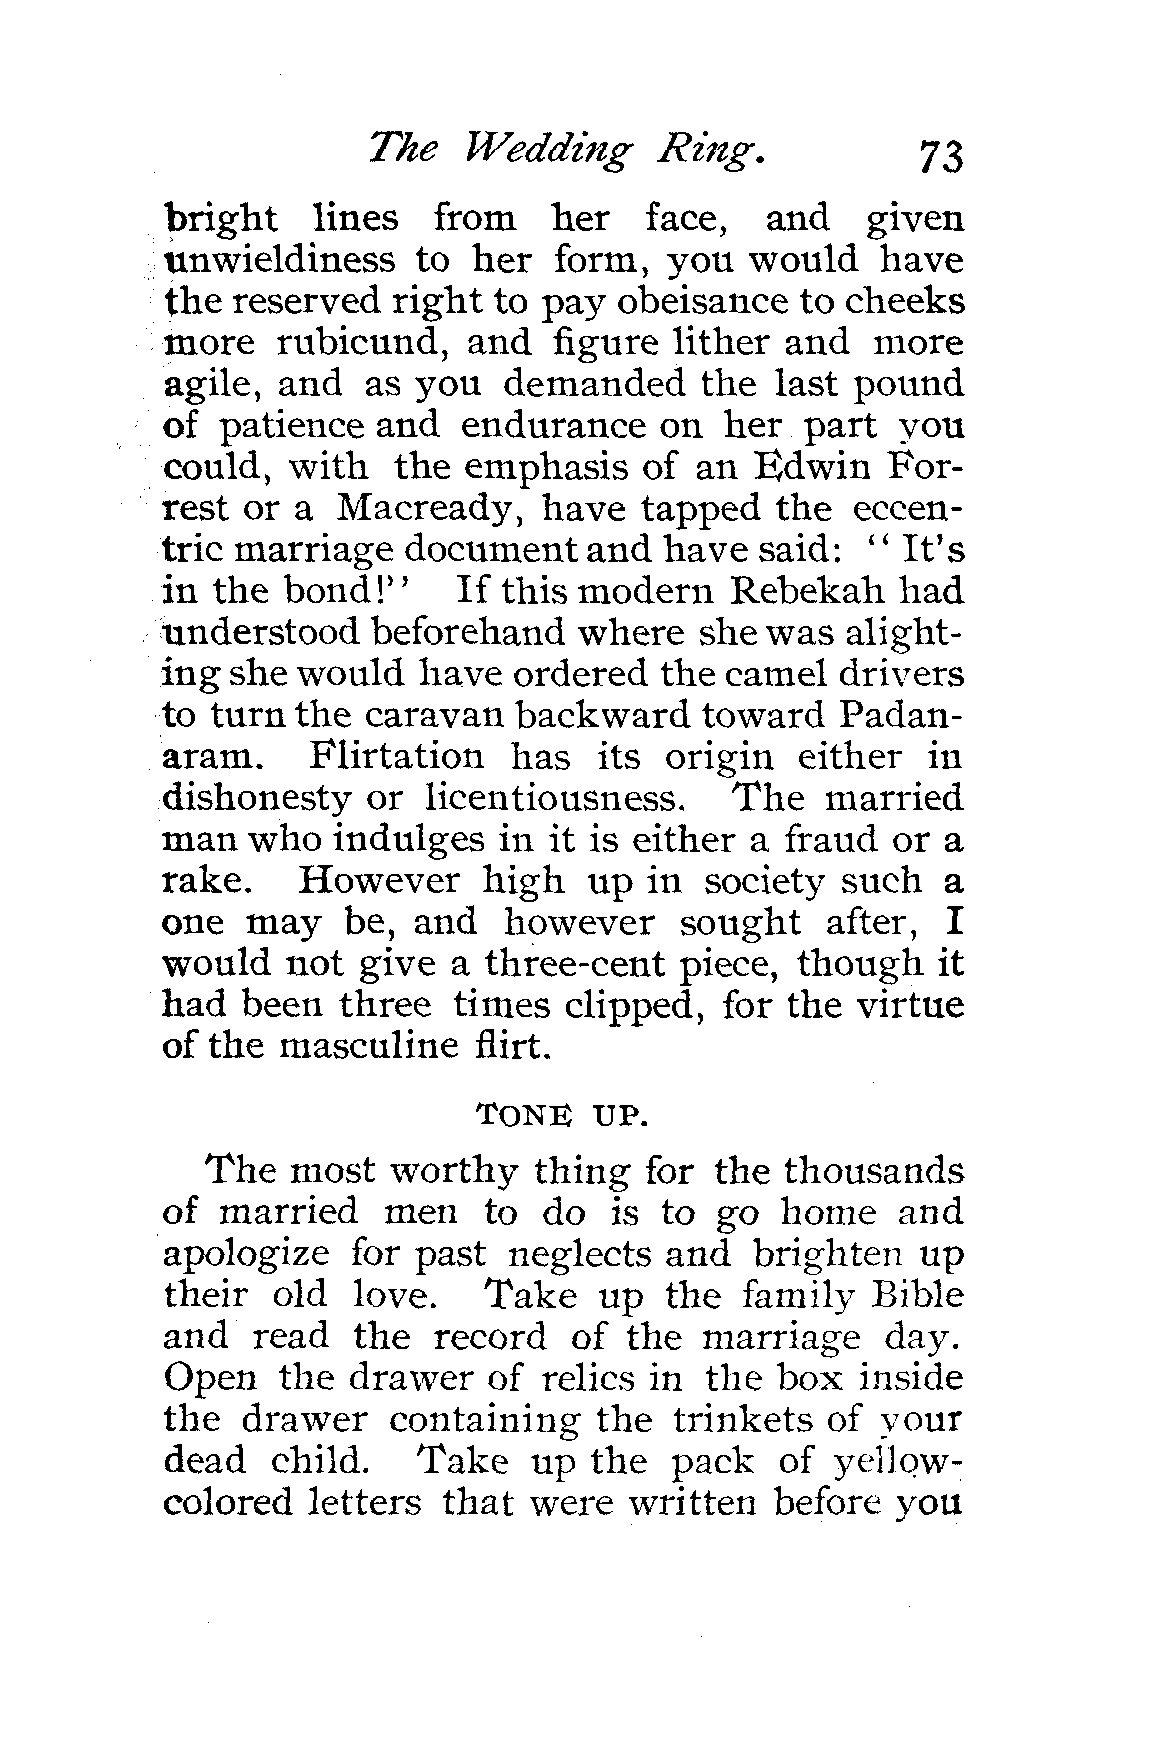 The Wedding Ring. 73
bright lines from her face, and given
unwieldiness to her form, you would have
the reserved right to pay obeisance to cheeks
more rubicund, and figure lither and more
agile, and as you demanded the last pound
of patience and endurance on her part you
could, with the emphasis of an Edwin For-
rest or a Macready, have tapped the eccen-
tric marriage document and have said: “ It's
in the bond!” If this modern Rebekah had
understood beforehand where she was alight-
ing she would have ordered the camel drivers
to turn the caravan backward toward Padan-
aram. Flirtation has its origin either in
dishonesty or licentiousness. The married
man who indulges in it is either a fraud or a
rake. However high up in society such a
one may be, and however sought after, I
would not give a three-cent piece, though it
had been three times clipped, for the virtue
of the masculine flirt.
TONE UP.
The most worthy thing for the thousands
of married men to do is to go home and
apologize for past neglects and brighten up
their old love. Take up the family Bible
and read the record of the marriage day.
Open the drawer of relics in the box inside
the drawer containing the trinkets of your
dead child. Take up the pack of yellow-
colored letters that were written before you